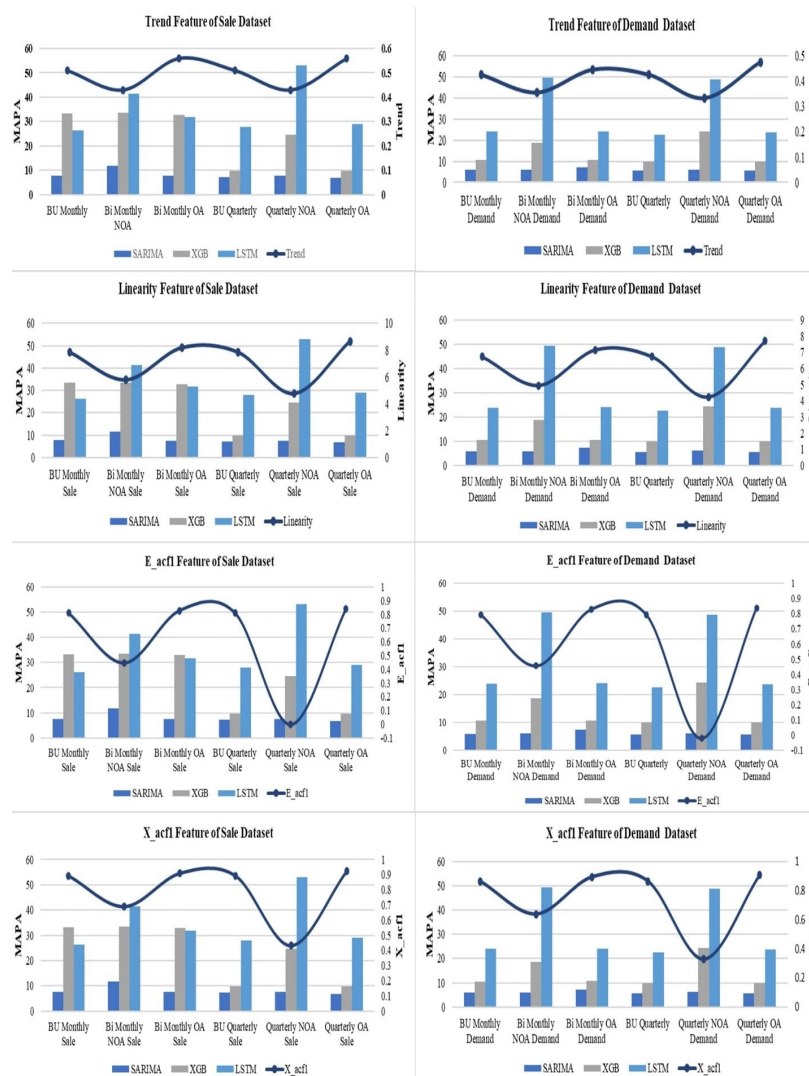 Trend Feature of Sale Dataset
60
50
40
30
20
10
0
MAPA
0.6
0.5
0.4
0.3
0.2
0.1
0
Trend
BU Monthly
Bi Monthly NOA
Bi Monthly OA
BU Quarterly
Quarterly NOA
Quarterly OA
SARIMA XGB LSTM Trend
Trend Feature of Demand Dataset
60
50
40
30
20
10
0
MAPA
0.5
0.4
0.3
0.2
0.1
0
BU Monthly Demand
Bi Monthly NOA Demand
Bi Monthly OA Demand
BU Quarterly
Quarterly NOA Demand
Quarterly OA Demand
SARIMA XGB LSTM Trend
Linearity Feature of Sale Dataset
60
50
40
30
20
10
0
MAPA
10
8
6
4
2
0
Linearity
BU Monthly Sale
Bi Monthly NOA Sale
Bi Monthly OA Sale
BU Quarterly Sale
Quarterly NOA Sale
Quarterly OA Sale
SARIMA XGB LSTM Linearity
Linearity Feature of Demand Dataset
60
50
40
30
20
10
0
MAPA
9
8
7
6
5
4
3
2
1
0
BU Monthly Demand
Bi Monthly NOA Demand
Bi Monthly OA Demand
BU Quarterly
Quarterly NOA Demand
Quarterly OA Demand
SARIMA XGB LSTM Linearity
E_acf1 Feature of Sale Dataset
60
50
40
30
20
10
0
MAPA
1
0.9
0.8
0.7
0.6
0.5
0.4
0.3
0.2
0.1
0
-0.1
E_acf1
BU Monthly Sale
Bi Monthly NOA Sale
Bi Monthly OA Sale
BU Quarterly Sale
Quarterly NOA Sale
Quarterly OA Sale
SARIMA XGB LSTM E_acf1
E_acf1 Feature of Demand Dataset
60
50
40
30
20
10
0
MAPA
1
0.9
0.8
0.7
0.6
0.5
0.4
0.3
0.2
0.1
0
-0.1
BU Monthly Demand
Bi Monthly NOA Demand
Bi Monthly OA Demand
BU Quarterly
Quarterly NOA Demand
Quarterly OA Demand
SARIMA XGB LSTM E_acf1
X_acf1 Feature of Sale Dataset
60
50
40
30
20
10
0
MAPA
1
0.9
0.8
0.7
0.6
0.5
0.4
0.3
0.2
0.1
0
X_acf1
BU Monthly Sale
Bi Monthly NOA Sale
Bi Monthly OA Sale
BU Quarterly Sale
Quarterly NOA Sale
Quarterly OA Sale
SARIMA XGB LSTM X_acf1
X_acf1 Feature of Demand Dataset
60
50
40
30
20
10
0
MAPA
1
0.8
0.6
0.4
0.2
0
BU Monthly Demand
Bi Monthly NOA Demand
Bi Monthly OA Demand
BU Quarterly
Quarterly NOA Demand
Quarterly OA Demand
SARIMA XGB LSTM X_acf1